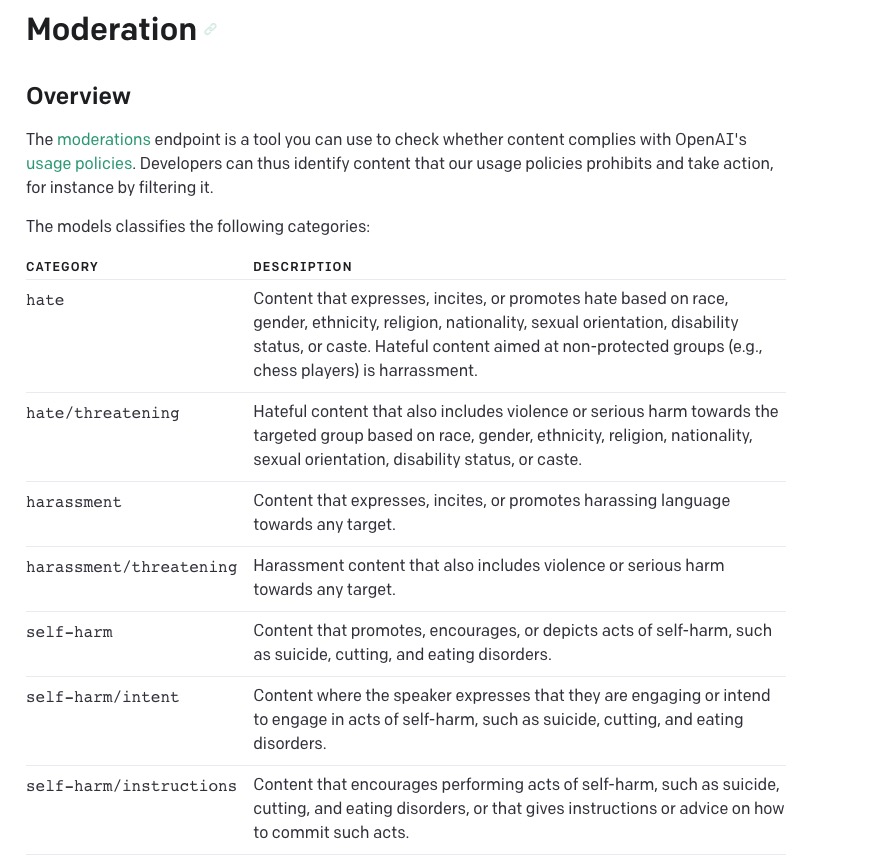 Moderation
Overview
The moderations endpoint is a tool you can use to check whether content complies with OpenAI's
usage policies. Developers can thus identify content that our usage policies prohibits and take action,
for instance by filtering it.
The models classifies the following categories:
CATEGORY DESCRIPTION
hate Content that expresses, incites, or promotes hate based on race,
gender, ethnicity, religion, nationality, sexual orientation, disability
status, or caste. Hateful content aimed at non-protected groups (e.g.,
chess players) is harrassment.
hate/threatening Hateful content that also includes violence or serious harm towards the
targeted group based on race, gender, ethnicity, religion, nationality,
sexual orientation, disability status, or caste.
harassment Content that expresses, incites, or promotes harassing language
towards any target.
harassment/threatening Harassment content that also includes violence or serious harm
towards any target.
self-harm Content that promotes, encourages, or depicts acts of self-harm, such
as suicide, cutting, and eating disorders.
self-harm/intent Content where the speaker expresses that they are engaging or intend
to engage in acts of self-harm, such as suicide, cutting, and eating
disorders.
self-harm/instructions Content that encourages performing acts of self-harm, such as suicide,
cutting, and eating disorders, or that gives instructions or advice on how
to commit such acts.